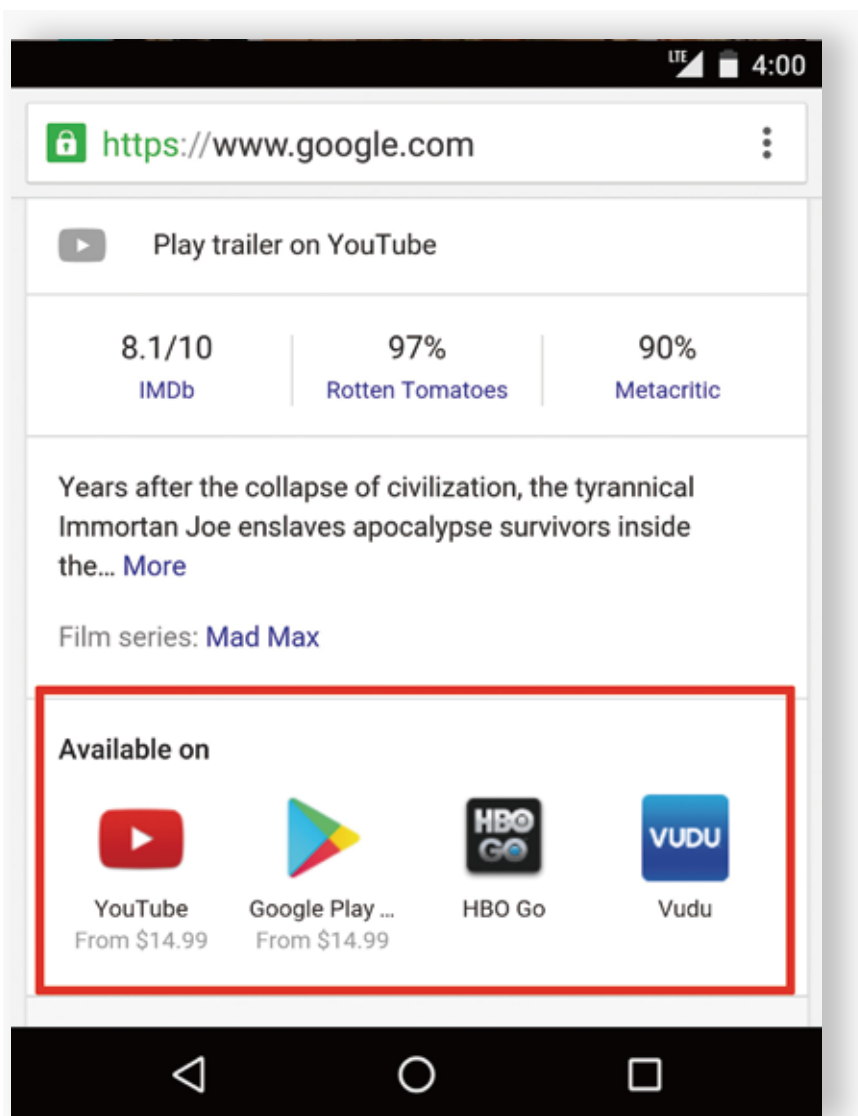 LTE 4:00
https://www.google.com
Play trailer on YouTube
8.1/10 97% 90%
IMDb Rotten Tomatoes Metacritic
Years after the collapse of civilization, the tyrannical
Immortan Joe enslaves apocalypse survivors inside
the... More
Film series: Mad Max
Available on
HBO
GO
VUDU
YouTube Google Play ... HBO Go Vudu
From $14.99 From $14.99